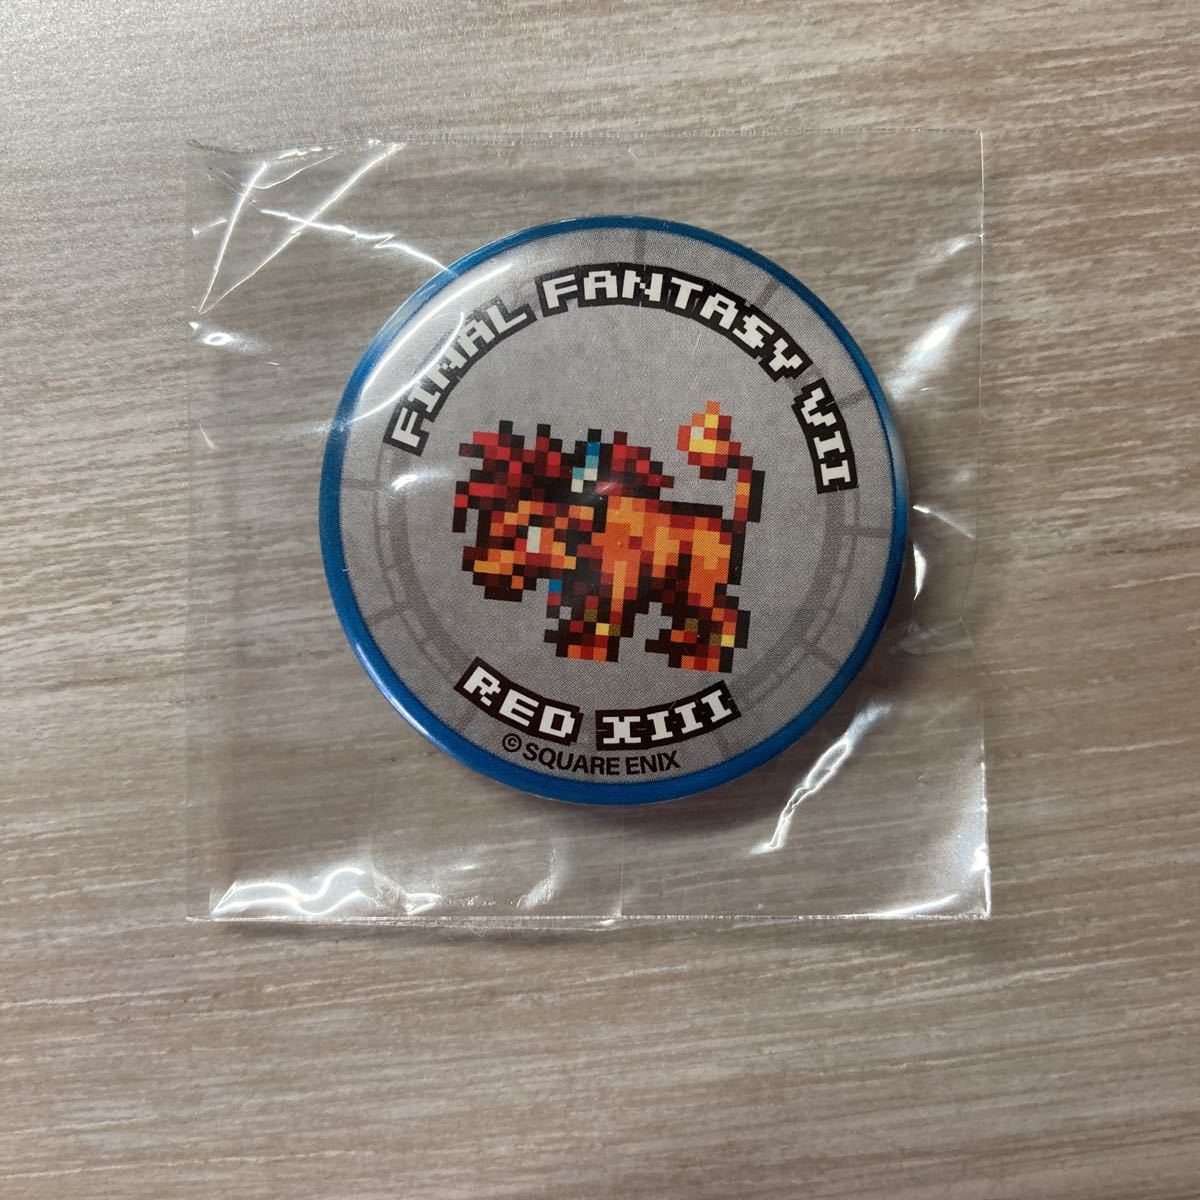 FINAL FANTASY VII
RED XIII
© SQUARE ENIX